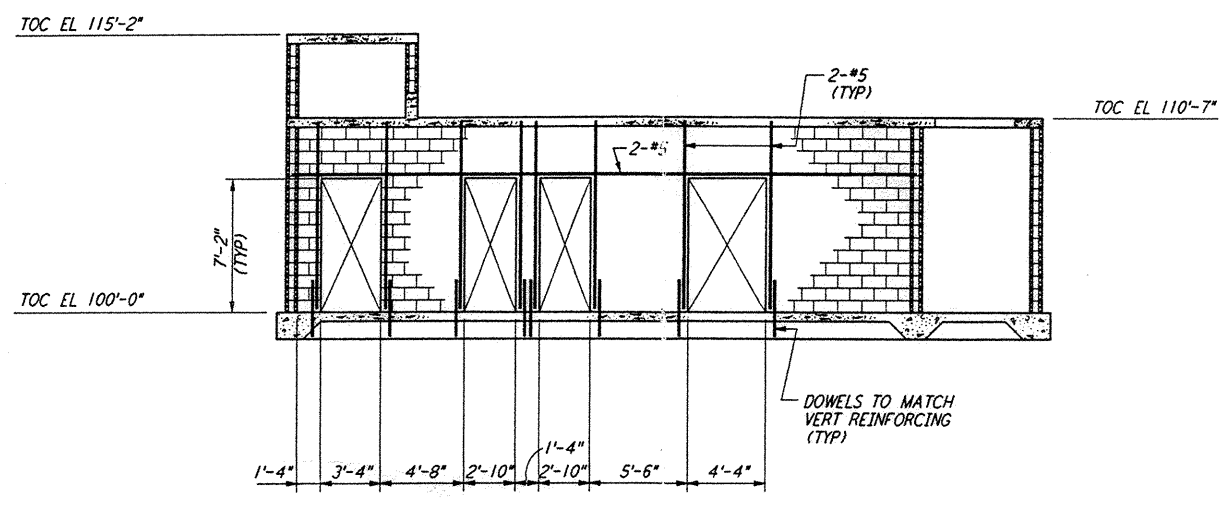 TOC EL 115'-2"
2-#5
(TYP)
TOC EL 110'-7"
2-#5
7'-2"
(TYP)
TOC EL 100'-0"
DOWELS TO MATCH
VERT REINFORCING
(TYP)
1'-4"
1'-4"
3'-4"
4'-8"
2'-10"
2'-10"
5'-6"
4'-4"